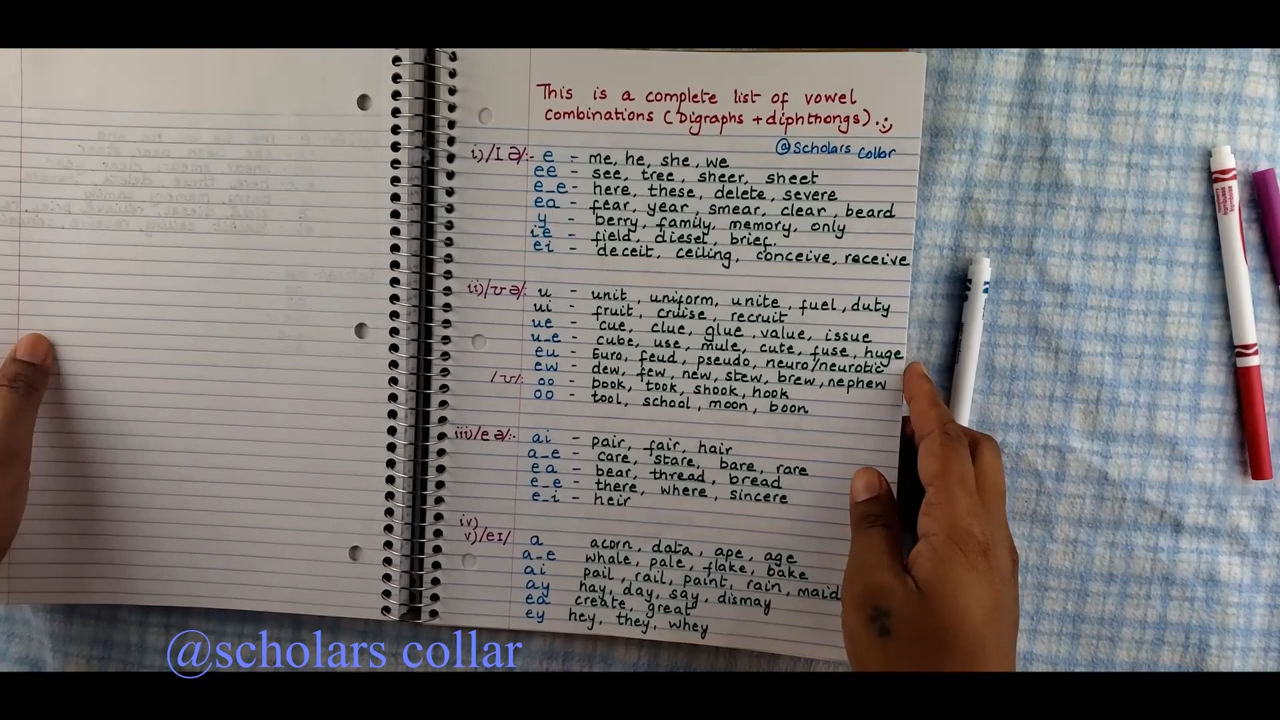 This is a complete list of vowel
combinations (Digraphs + diphthongs).
@Scholars Collar
i) /ɪə/:- e - me, he, she, we
ee - see, tree, sheer, sheet
e_e - here, these, delete, severe
ea - fear, year, smear, clear, beard
y - berry, family, memory, only
ie - field, diesel, brief.
ei - deceit, ceiling, conceive, receive
ii) /ʊə/: u - unit, uniform, unite, fuel, duty
ui - fruit, cruise, recruit
ue - cue, clue, glue, value, issue
u_e - cube, use, mule, cute, fuse, huge
eu - Euro, feud, pseudo, neuro/neurotic
ew - dew, few, new, stew, brew, nephew
/ʊ/: oo - book, took, shook, hook
oo - tool, school, moon, boon
iii) /eə/:- ai - pair, fair, hair
a_e - care, stare, bare, rare
ea - bear, thread, bread
e_e - there, where, sincere
e_i - heir
iv)
v) /eɪ/ a acorn, data, ape, age
a_e whale, pale, flake, bake
ai pail, rail, paint, rain, maid
ay hay, day, say, dismay
ea create, great
ey hey, they, whey
@scholars collar